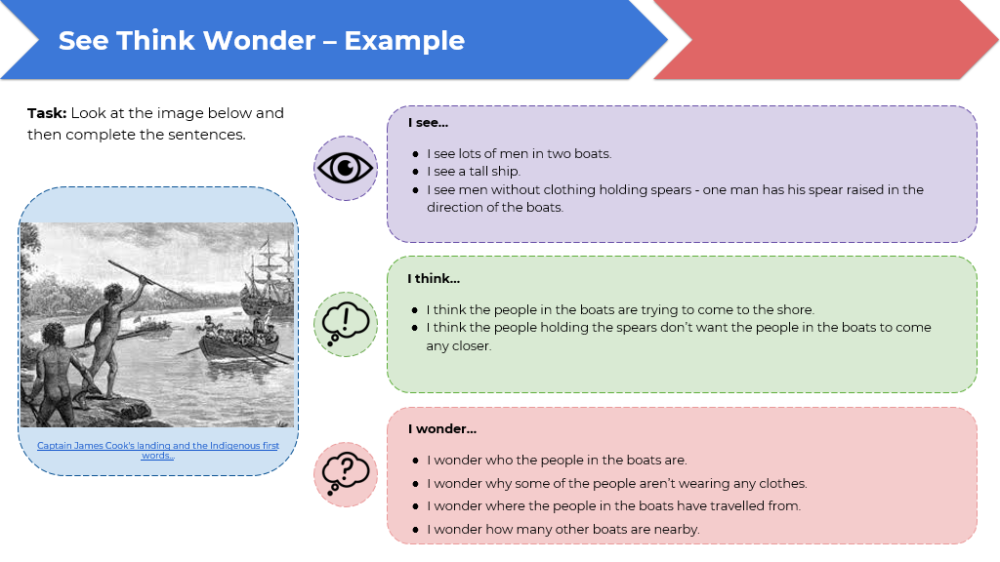 See Think Wonder – Example
Task: Look at the image below and
then complete the sentences.
Captain James Cook's landing and the Indigenous first
words...
I see...
● I see lots of men in two boats.
● I see a tall ship.
● I see men without clothing holding spears - one man has his spear raised in the
direction of the boats.
I think...
● I think the people in the boats are trying to come to the shore.
● I think the people holding the spears don’t want the people in the boats to come
any closer.
I wonder...
● I wonder who the people in the boats are.
● I wonder why some of the people aren’t wearing any clothes.
● I wonder where the people in the boats have travelled from.
● I wonder how many other boats are nearby.